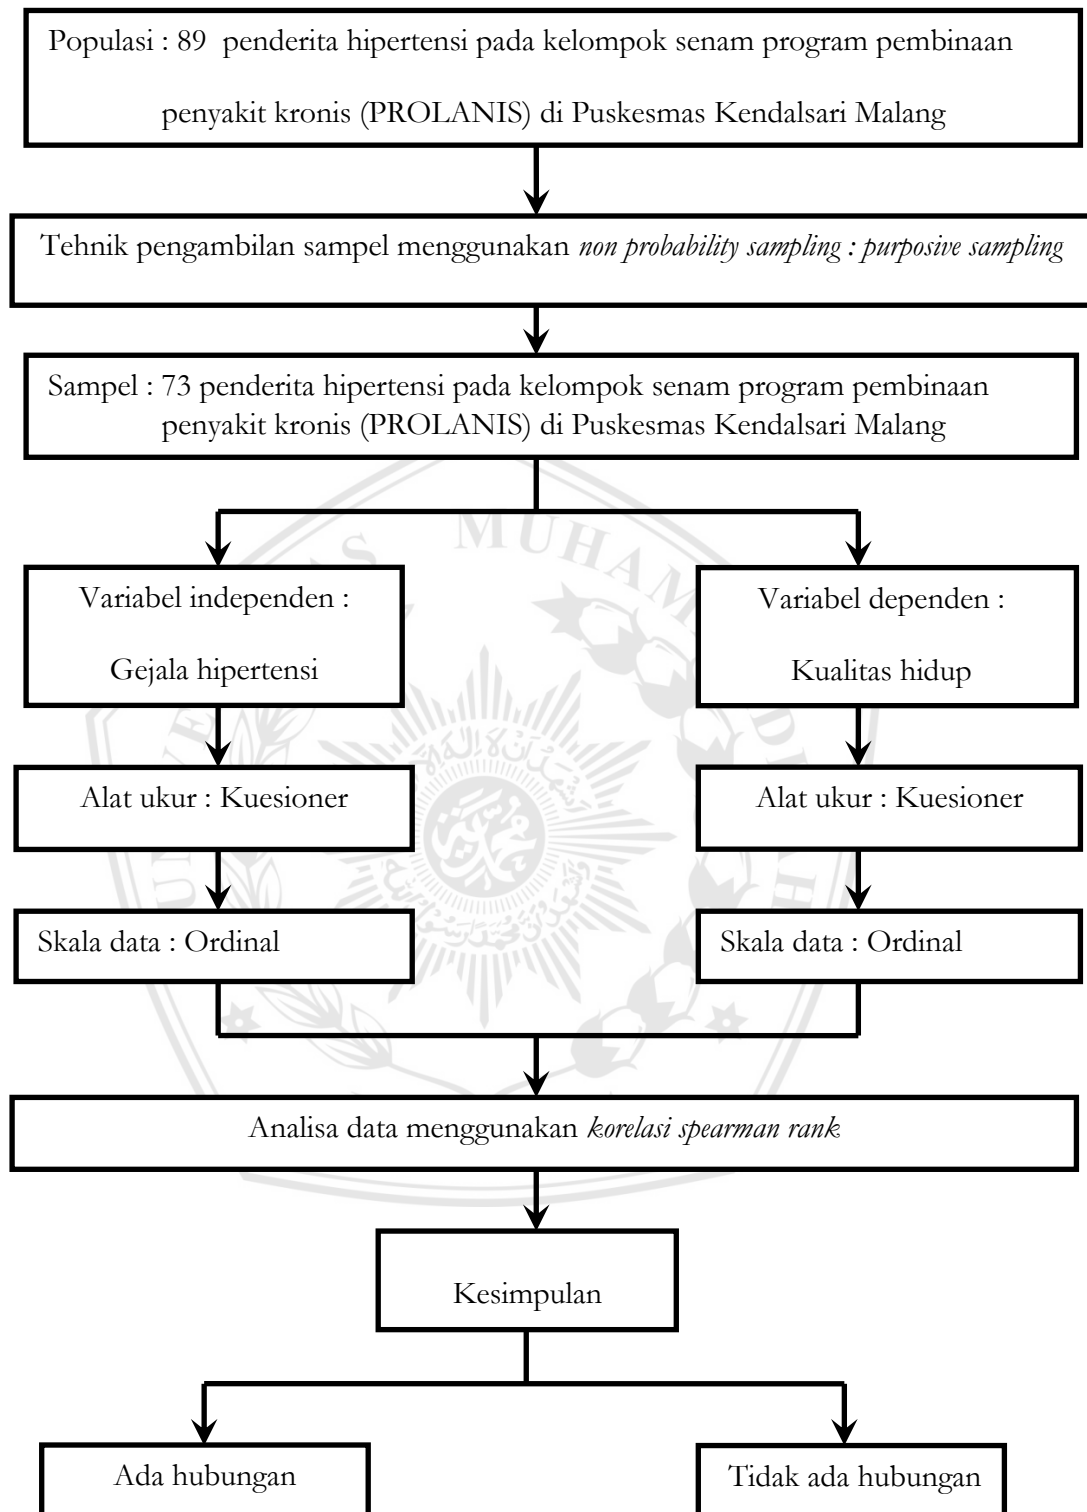 Populasi : 89 penderita hipertensi pada kelompok senam program pembinaan
penyakit kronis (PROLANIS) di Puskesmas Kendalsari Malang
Tehnik pengambilan sampel menggunakan non probability sampling : purposive sampling
Sampel : 73 penderita hipertensi pada kelompok senam program pembinaan
penyakit kronis (PROLANIS) di Puskesmas Kendalsari Malang
Variabel independen :
Gejala hipertensi
Variabel dependen :
Kualitas hidup
Alat ukur : Kuesioner
Alat ukur : Kuesioner
Skala data : Ordinal
Skala data : Ordinal
Analisa data menggunakan korelasi spearman rank
Kesimpulan
Ada hubungan
Tidak ada hubungan